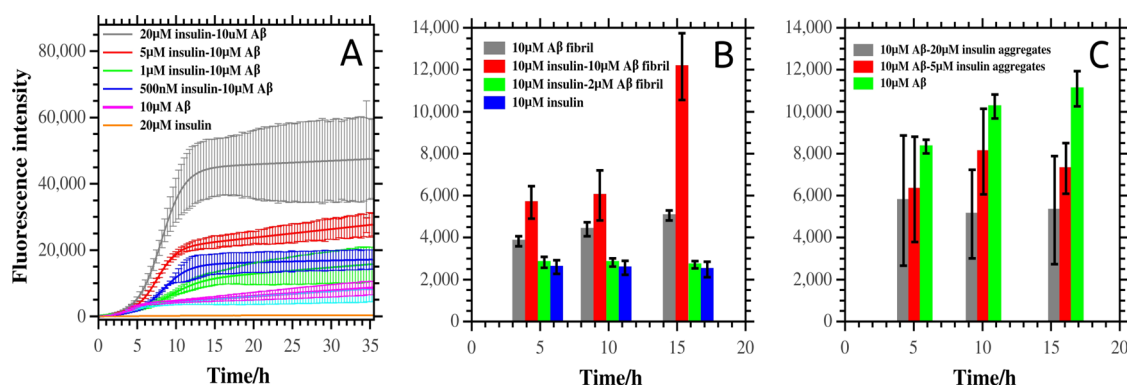 A
20µM insulin-10uM Aβ
5µM insulin-10µM Aβ
1µM insulin-10µM Aβ
500nM insulin-10µM Aβ
10µM Aβ
20µM insulin
Fluorescence intensity
80,000
60,000
40,000
20,000
0
0 5 10 15 20 25 30 35
Time/h
B
10µM Aβ fibril
10µM insulin-10µM Aβ fibril
10µM insulin-2µM Aβ fibril
10µM insulin
14,000
12,000
10,000
8,000
6,000
4,000
2,000
0
0 5 10 15 20
Time/h
C
10µM Aβ-20µM insulin aggregates
10µM Aβ-5µM insulin aggregates
10µM Aβ
14,000
12,000
10,000
8,000
6,000
4,000
2,000
0
0 5 10 15 20
Time/h